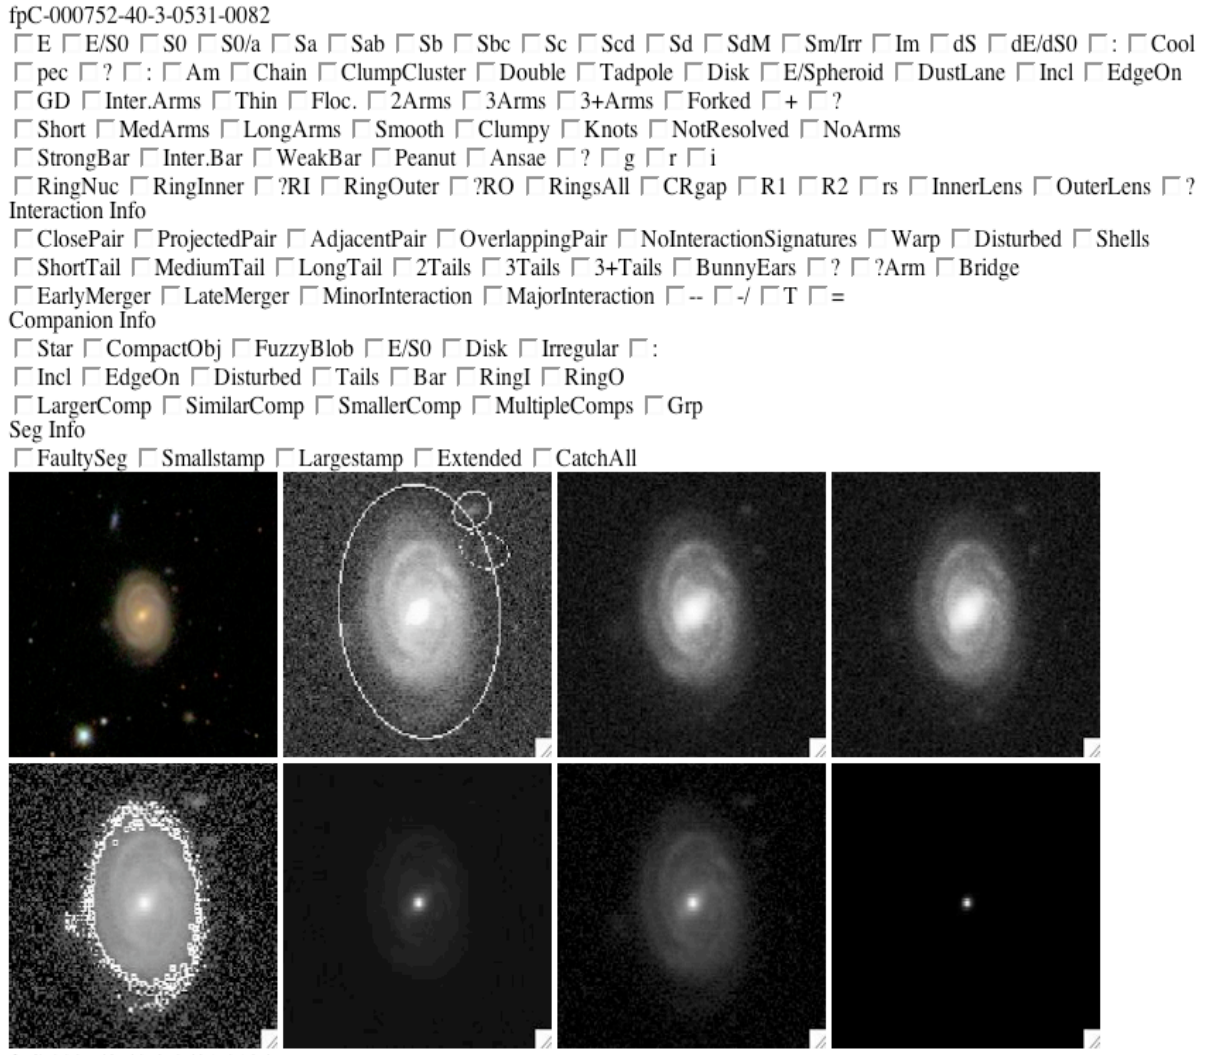 fpC-000752-40-3-0531-0082
E E/S0 S0 S0/a Sa Sab Sb Sbc Sc Scd Sd SdM Sm/Irr Im dS dE/dS0 : Cool
pec ? : Am Chain ClumpCluster Double Tadpole Disk E/Spheroid DustLane Incl EdgeOn
GD Inter.Arms Thin Floc. 2Arms 3Arms 3+Arms Forked + ?
Short MedArms LongArms Smooth Clumpy Knots NotResolved NoArms
StrongBar Inter.Bar WeakBar Peanut Ansae ? g r i
RingNuc RingInner ?RI RingOuter ?RO RingsAll CRgap R1 R2 rs InnerLens OuterLens ?
Interaction Info
ClosePair ProjectedPair AdjacentPair OverlappingPair NoInteractionSignatures Warp Disturbed Shells
ShortTail MediumTail LongTail 2Tails 3Tails 3+Tails BunnyEars ? ?Arm Bridge
EarlyMerger LateMerger MinorInteraction MajorInteraction -- -/ T =
Companion Info
Star CompactObj FuzzyBlob E/S0 Disk Irregular :
Incl EdgeOn Disturbed Tails Bar RingI RingO
LargerComp SimilarComp SmallerComp MultipleComps Grp
Seg Info
FaultySeg Smallstamp Largestamp Extended CatchAll